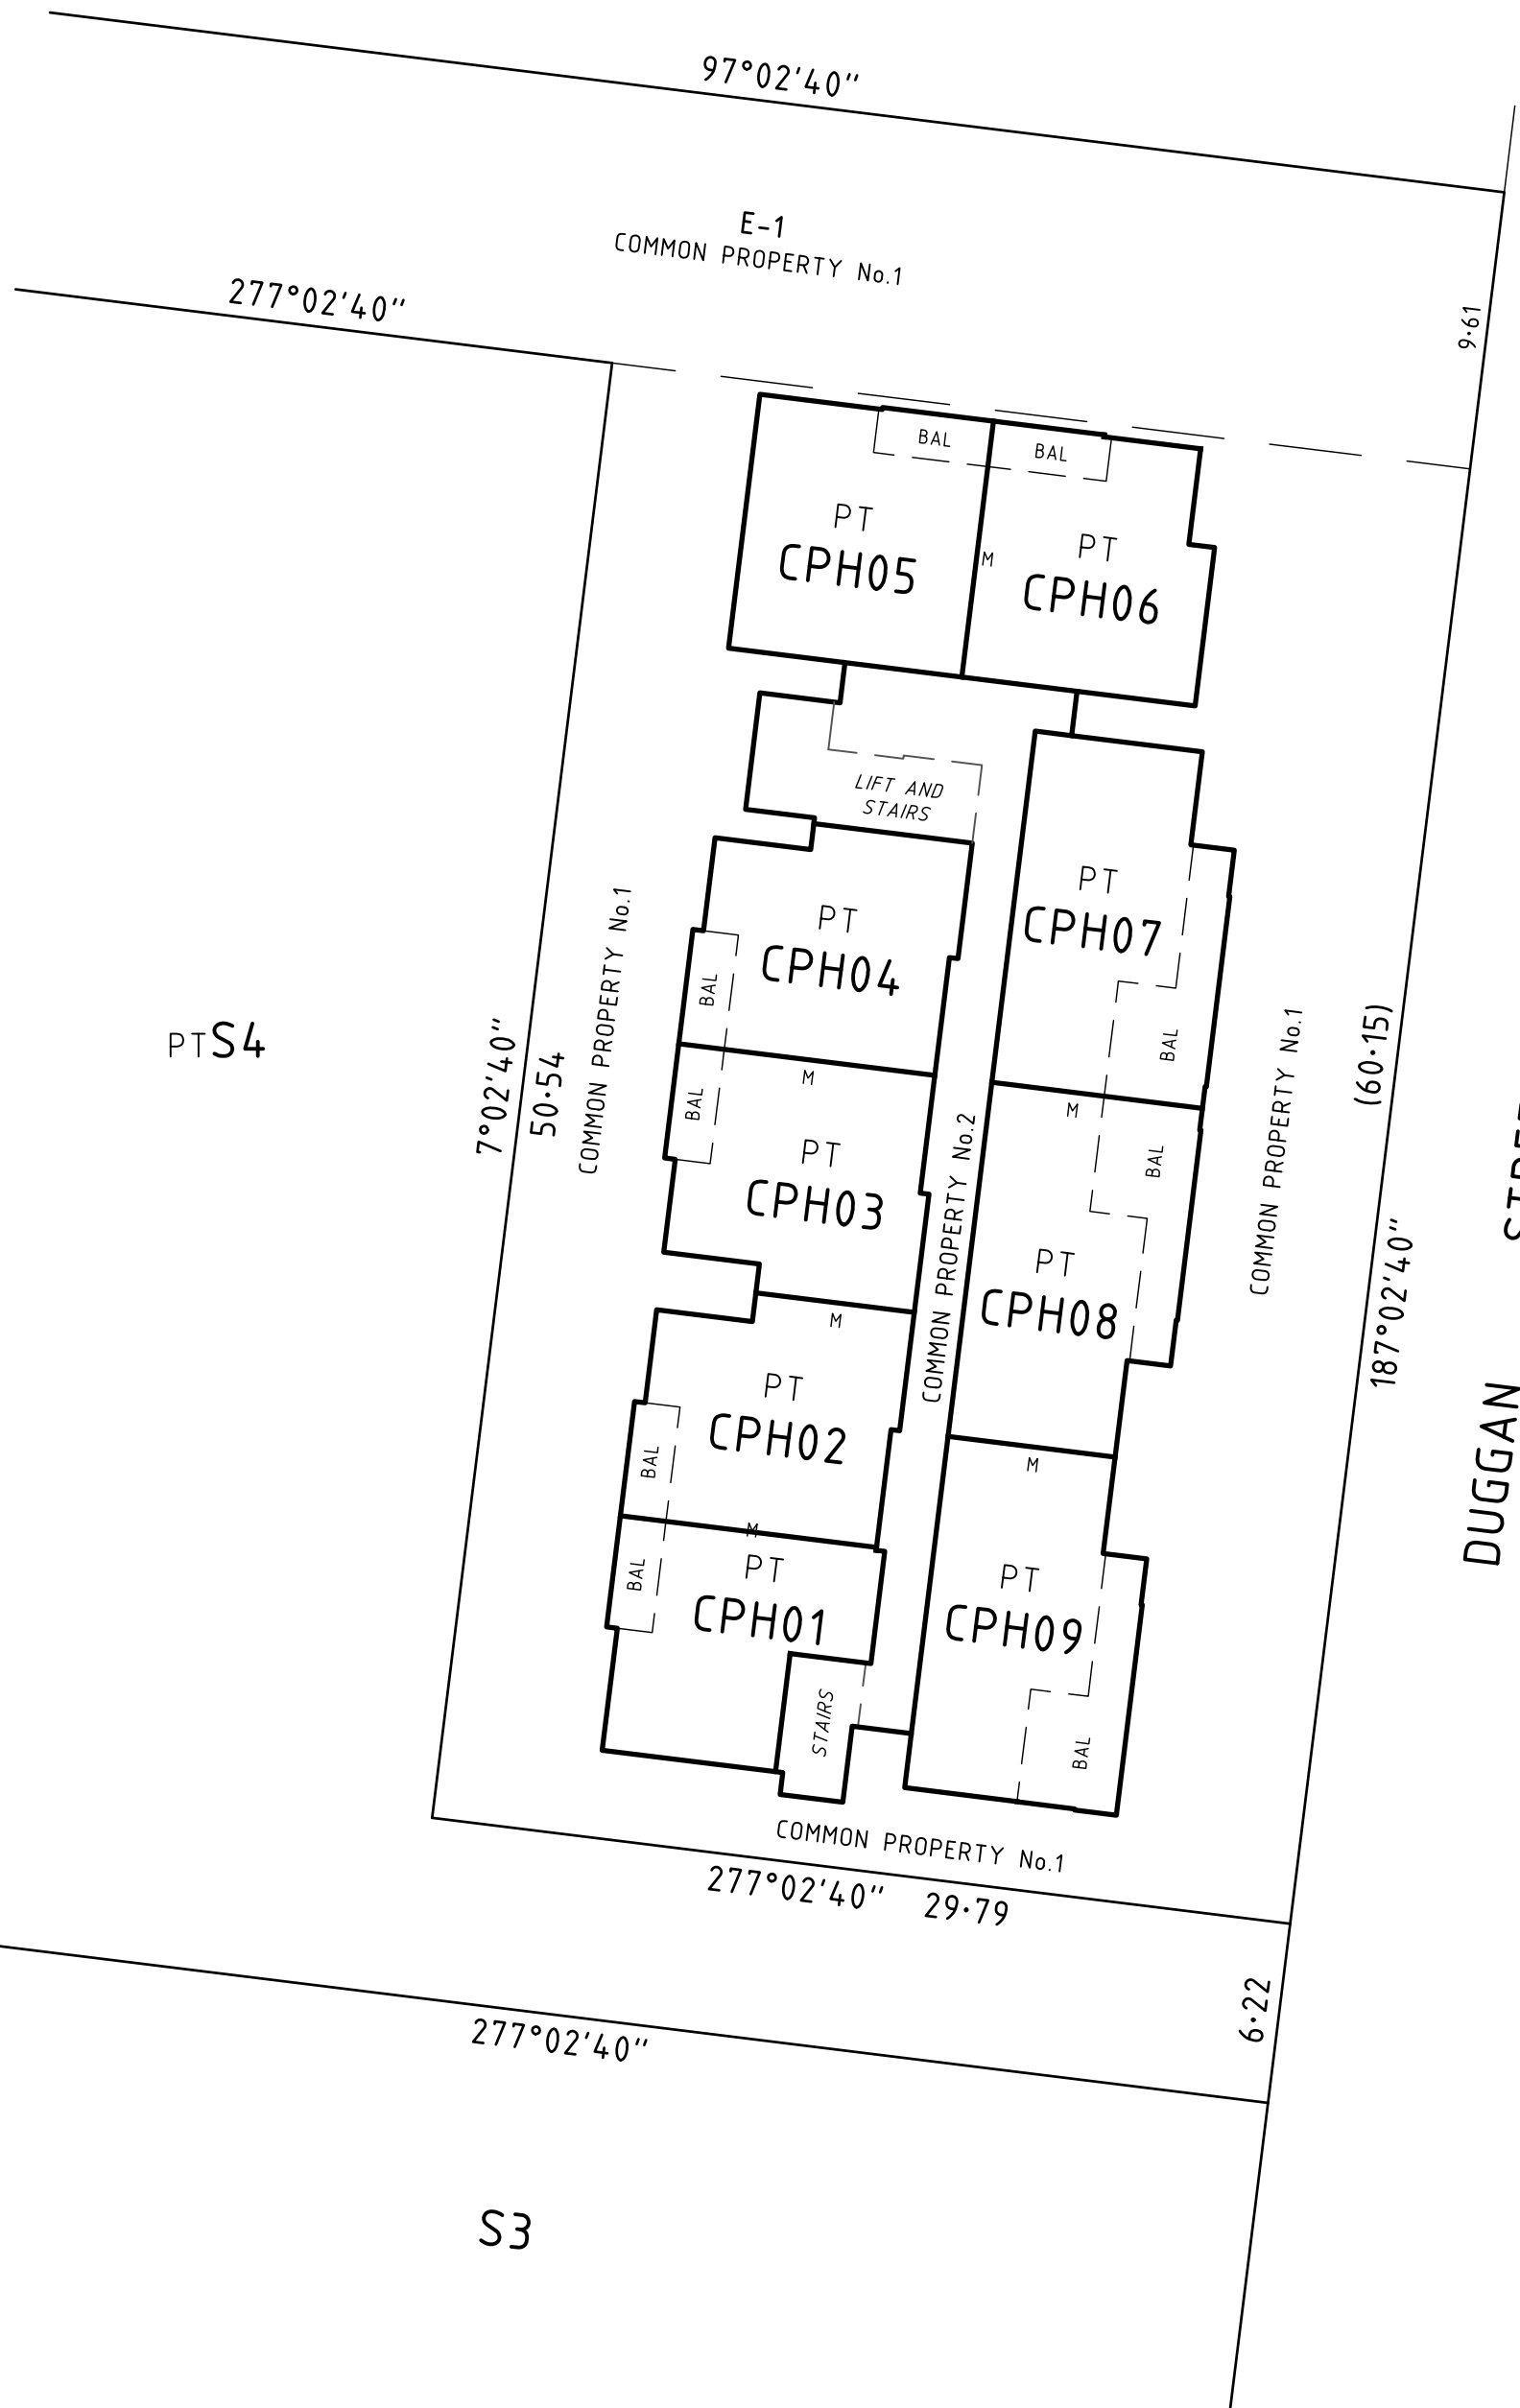 97°02'40"
E-1
COMMON PROPERTY No.1
277°02'40"
9·61
BAL
BAL
PT
CPH05
PT
CPH06
M
LIFT AND
STAIRS
PT
CPH04
PT
CPH07
BAL
BAL
COMMON PROPERTY No.1
PTS4
7°02'40"
50·54
M
BAL
PT
CPH03
M
BAL
COMMON PROPERTY No.2
COMMON PROPERTY No.1
(60·15)
187°02'40"
PT
CPH08
M
PT
CPH02
BAL
M
M
BAL
PT
CPH01
PT
CPH09
STAIRS
BAL
DUGGAN
COMMON PROPERTY No.1
277°02'40" 29·79
6·22
277°02'40"
S3